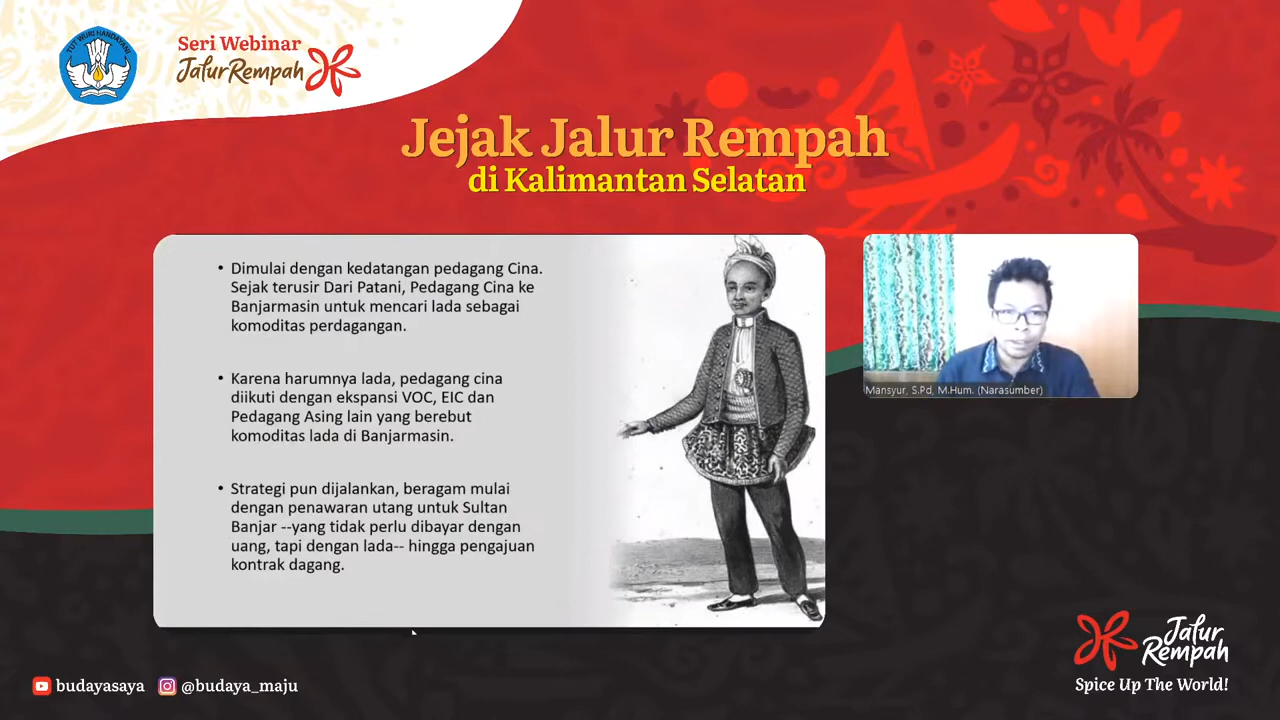 TUT WURI HANDAYANI
Seri Webinar
Jalur Rempah
Jejak Jalur Rempah
di Kalimantan Selatan
• Dimulai dengan kedatangan pedagang Cina.
Sejak terusir Dari Patani, Pedagang Cina ke
Banjarmasin untuk mencari lada sebagai
komoditas perdagangan.
• Karena harumnya lada, pedagang cina
diikuti dengan ekspansi VOC, EIC dan
Pedagang Asing lain yang berebut
komoditas lada di Banjarmasin.
• Strategi pun dijalankan, beragam mulai
dengan penawaran utang untuk Sultan
Banjar --yang tidak perlu dibayar dengan
uang, tapi dengan lada-- hingga pengajuan
kontrak dagang.
Mansyur, S.Pd, M.Hum. (Narasumber)
Jalur
Rempah
Spice Up The World!
budayasaya @budaya_maju